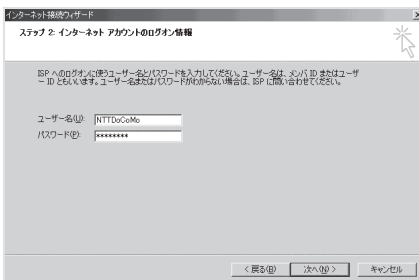 インターネット接続ウィザード
ステップ 2: インターネット アカウントのログオン情報
ISP へのログオンに使うユーザー名とパスワードを入力してください。ユーザー名は、メンバ ID またはユーザ
ー ID ともいいます。ユーザー名またはパスワードがわからない場合は、ISP に問い合わせてください。
ユーザー名(U): NTTDoCoMo
パスワード(P): ********
< 戻る(B) 次へ(N) > キャンセル